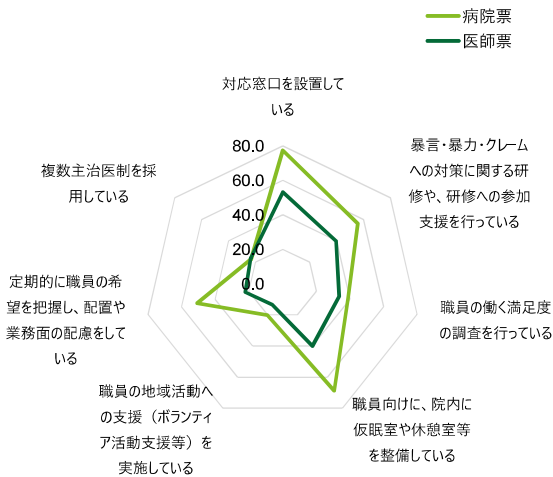 病院票
医師票
対応窓口を設置して
いる
暴言・暴力・クレーム
への対策に関する研
修や、研修への参加
支援を行っている
職員の働く満足度
の調査を行っている
職員向けに、院内に
仮眠室や休憩室等
を整備している
職員の地域活動へ
の支援（ボランティ
ア活動支援等）を
実施している
定期的に職員の希
望を把握し、配置や
業務面の配慮をして
いる
複数主治医制を採
用している
80.0
60.0
40.0
20.0
0.0